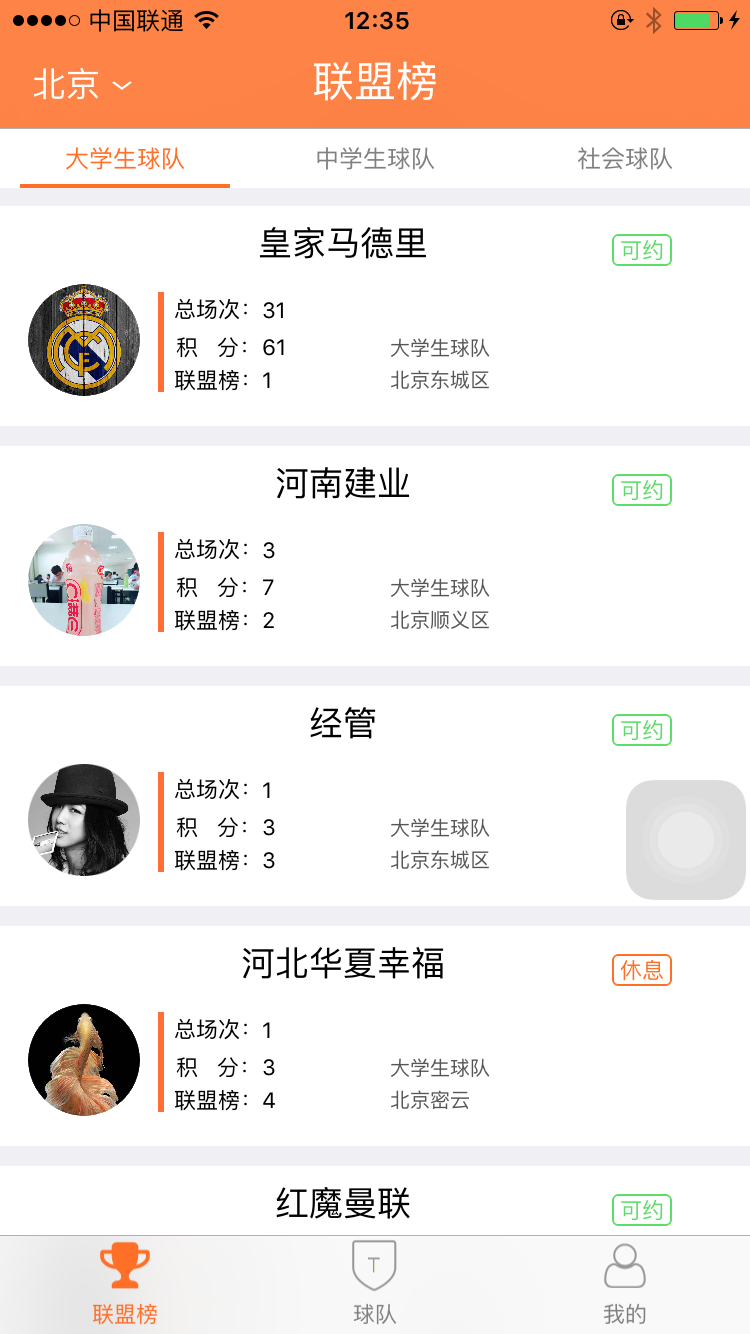 中国联通 12:35
北京 联盟榜
大学生球队 中学生球队 社会球队
皇家马德里 可约
总场次：31
积 分：61 大学生球队
联盟榜：1 北京东城区
河南建业 可约
总场次：3
积 分：7 大学生球队
联盟榜：2 北京顺义区
经管 可约
总场次：1
积 分：3 大学生球队
联盟榜：3 北京东城区
河北华夏幸福 休息
总场次：1
积 分：3 大学生球队
联盟榜：4 北京密云
红魔曼联 可约
T
联盟榜 球队 我的